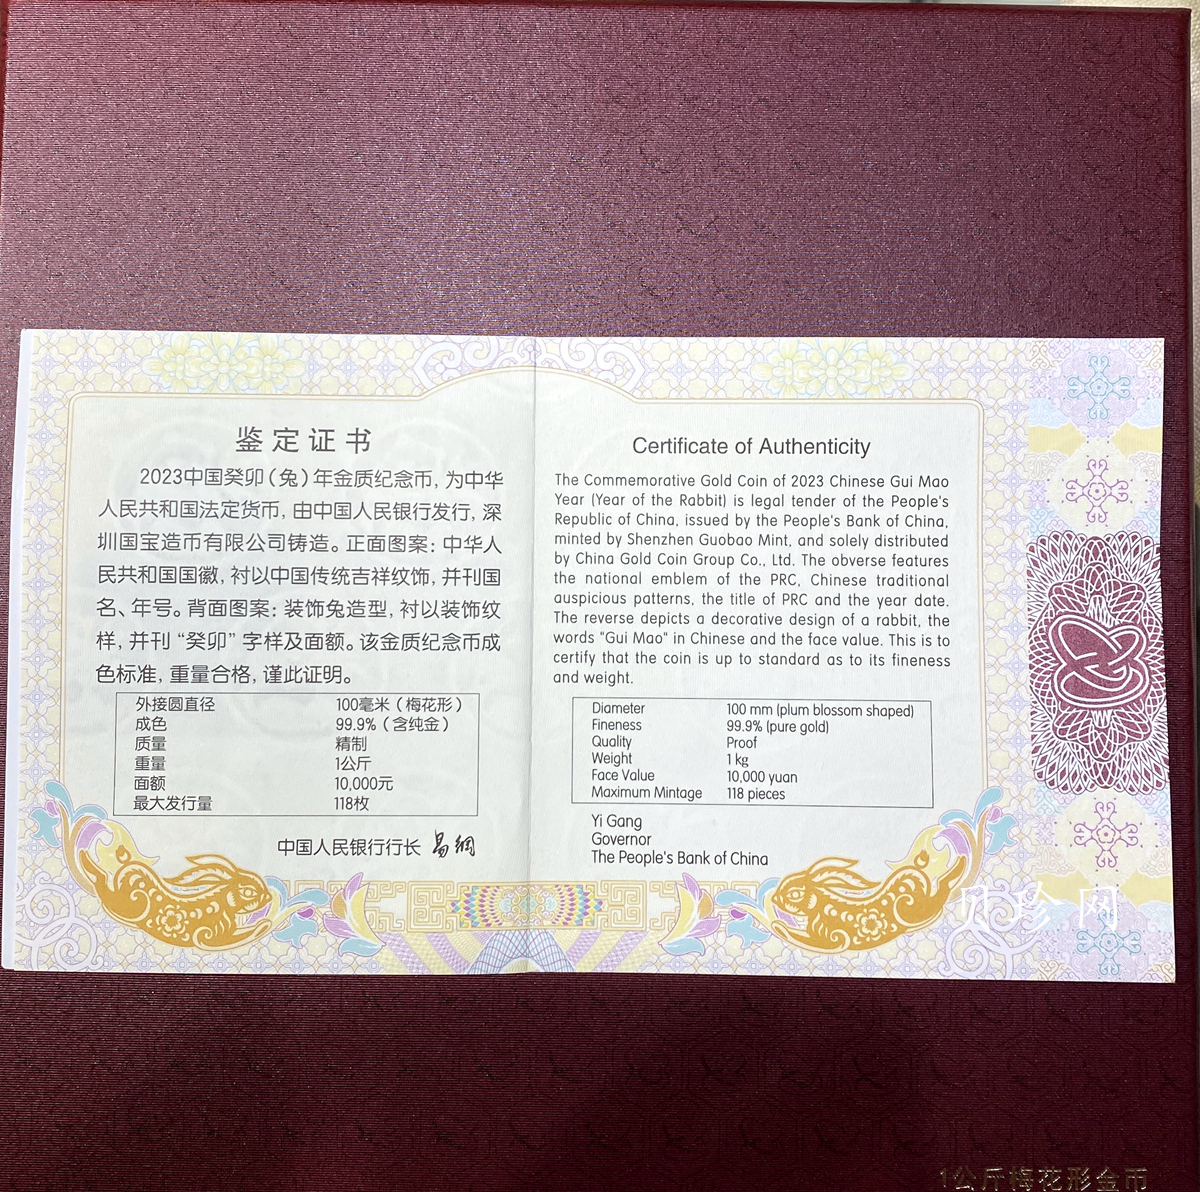 鉴定证书
2023中国癸卯（兔）年金质纪念币，为中华
人民共和国法定货币，由中国人民银行发行，深
圳国宝造币有限公司铸造。正面图案：中华人
民共和国国徽，衬以中国传统吉祥纹饰，并刊国
名、年号。背面图案：装饰兔造型，衬以装饰纹
样，并刊“癸卯”字样及面额。该金质纪念币成
色标准，重量合格，谨此证明。
外接圆直径 100毫米（梅花形）
成色 99.9%（含纯金）
质量 精制
重量 1公斤
面额 10,000元
最大发行量 118枚
中国人民银行行长 易纲
Certificate of Authenticity
The Commemorative Gold Coin of 2023 Chinese Gui Mao
Year (Year of the Rabbit) is legal tender of the People's
Republic of China, issued by the People's Bank of China,
minted by Shenzhen Guobao Mint, and solely distributed
by China Gold Coin Group Co., Ltd. The obverse features
the national emblem of the PRC, Chinese traditional
auspicious patterns, the title of PRC and the year date.
The reverse depicts a decorative design of a rabbit, the
words "Gui Mao" in Chinese and the face value. This is to
certify that the coin is up to standard as to its fineness
and weight.
Diameter 100 mm (plum blossom shaped)
Fineness 99.9% (pure gold)
Quality Proof
Weight 1 kg
Face Value 10,000 yuan
Maximum Mintage 118 pieces
Yi Gang
Governor
The People's Bank of China
贝珍网
1公斤梅花形金币